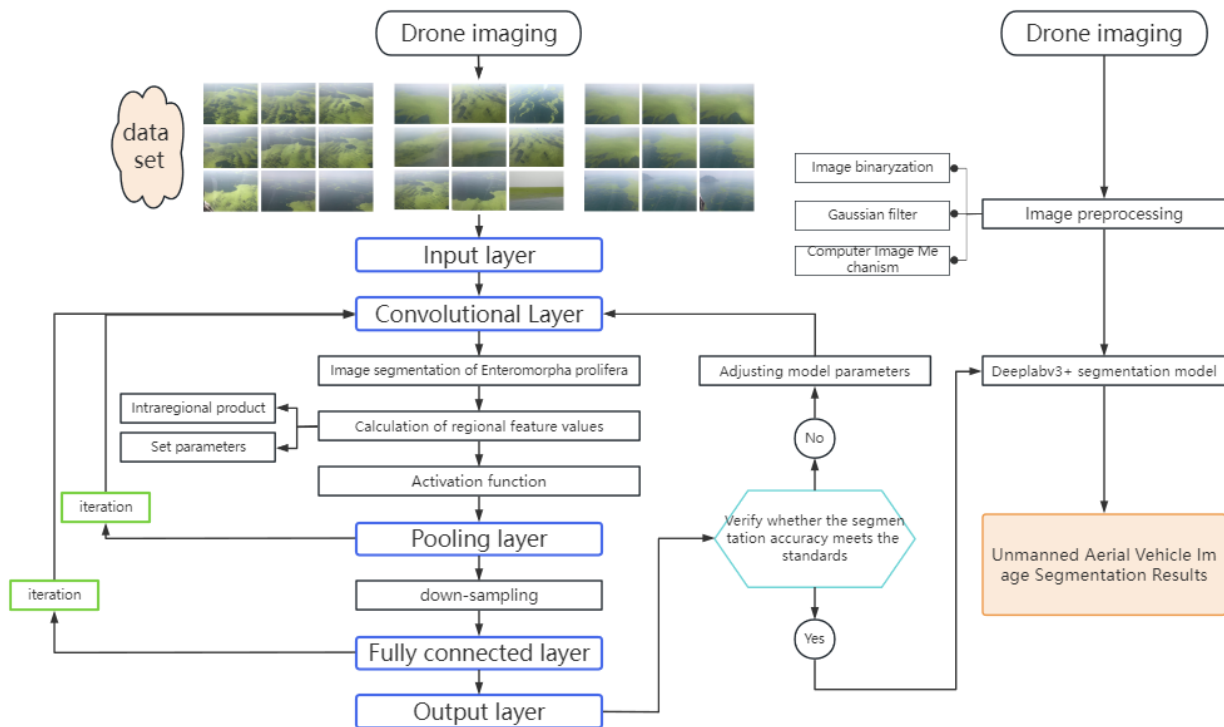 Drone imaging
Drone imaging
data
set
Image binaryzation
Gaussian filter
Image preprocessing
Computer Image Me
chanism
Input layer
Convolutional Layer
Image segmentation of Enteromorpha prolifera
Adjusting model parameters
Deeplabv3+ segmentation model
Intraregional product
Calculation of regional feature values
Set parameters
No
Activation function
iteration
Pooling layer
Verify whether the segmen
tation accuracy meets the
standards
Unmanned Aerial Vehicle Im
age Segmentation Results
iteration
down-sampling
Yes
Fully connected layer
Output layer